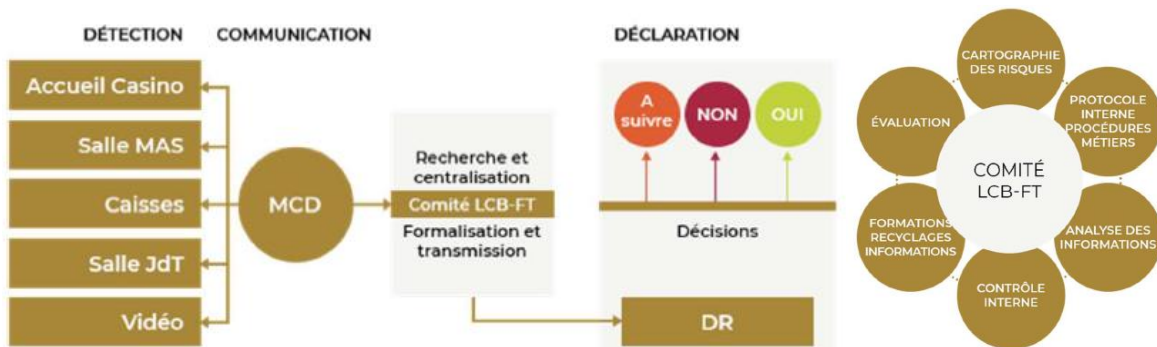 DÉTECTION
COMMUNICATION
DÉCLARATION
Accueil Casino
Salle MAS
Caisses
Salle JdT
Vidéo
MCD
Recherche et
centralisation
Comité LCB-FT
Formalisation et
transmission
A
suivre
NON
OUI
Décisions
DR
CARTOGRAPHIE
DES RISQUES
PROTOCOLE
INTERNE
PROCÉDURES
MÉTIERS
ANALYSE DES
INFORMATIONS
CONTRÔLE
INTERNE
FORMATIONS
RECYCLAGES
INFORMATIONS
ÉVALUATION
COMITÉ
LCB-FT